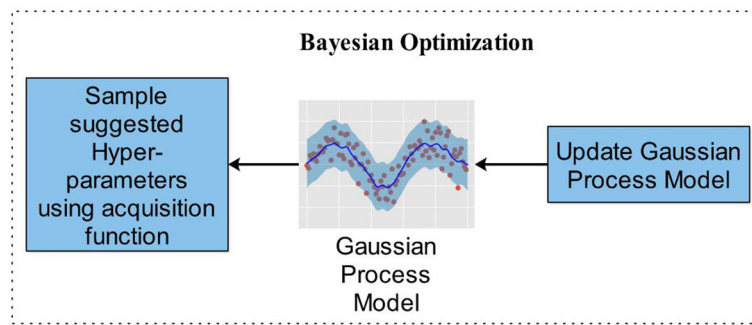 Bayesian Optimization
Sample
suggested
Hyper-
parameters
using acquisition
function
Gaussian
Process
Model
Update Gaussian
Process Model